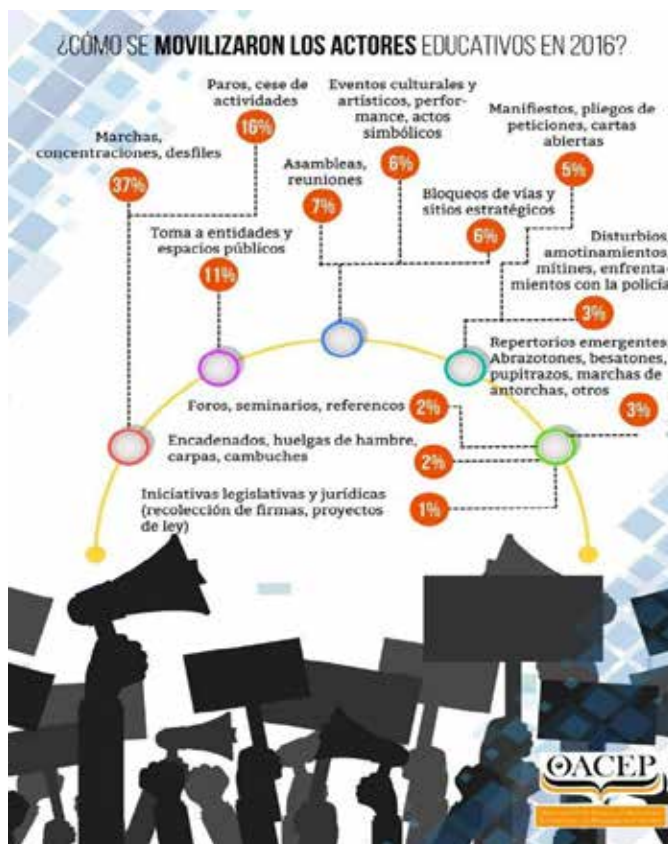 ¿CÓMO SE MOVILIZARON LOS ACTORES EDUCATIVOS EN 2016?
Paros, cese de
actividades
16%
Marchas,
concentraciones, desfiles
37%
Eventos culturales y
artísticos, perfor-
mance, actos
simbólicos
6%
Manifiestos, pliegos de
peticiones, cartas
abiertas
5%
Asambleas,
reuniones
7%
Bloqueos de vías y
sitios estratégicos
6%
Toma a entidades y
espacios públicos
11%
Disturbios,
amotinamientos,
mítines, enfrenta-
mientos con la policía
3%
Repertorios emergentes:
Abrazotones, besatones,
pupitrazos, marchas de
antorchas, otros
3%
Foros, seminarios, referencos
2%
Encadenados, huelgas de hambre,
carpas, cambuches
2%
Iniciativas legislativas y jurídicas
(recolección de firmas, proyectos
de ley)
1%
OACEP